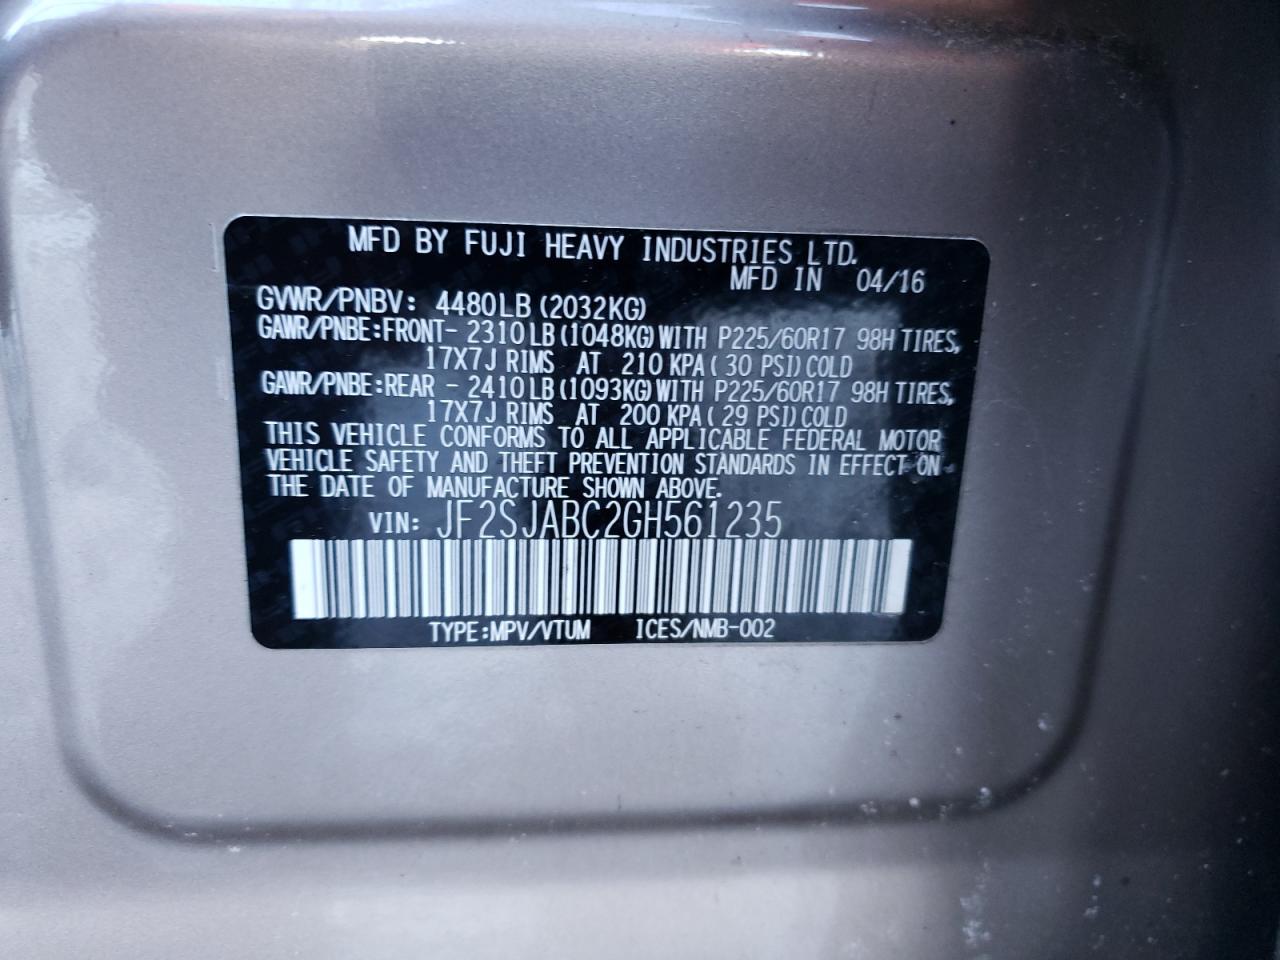 MFD BY FUJI HEAVY INDUSTRIES LTD.
MFD IN 04/16
GVWR/PNBV: 4480LB (2032KG)
GAWR/PNBE:FRONT- 2310LB(1048KG)WITH P225/60R17 98H TIRES,
17X7J RIMS AT 210 KPA( 30 PSI)COLD
GAWR/PNBE:REAR - 2410LB(1093KG)WITH P225/60R17 98H TIRES,
17X7J RIMS AT 200 KPA( 29 PSI)COLD
THIS VEHICLE CONFORMS TO ALL APPLICABLE FEDERAL MOTOR
VEHICLE SAFETY AND THEFT PREVENTION STANDARDS IN EFFECT ON
THE DATE OF MANUFACTURE SHOWN ABOVE.
VIN: JF2SJABC2GH561235
TYPE:MPV/VTUM ICES/NMB-002